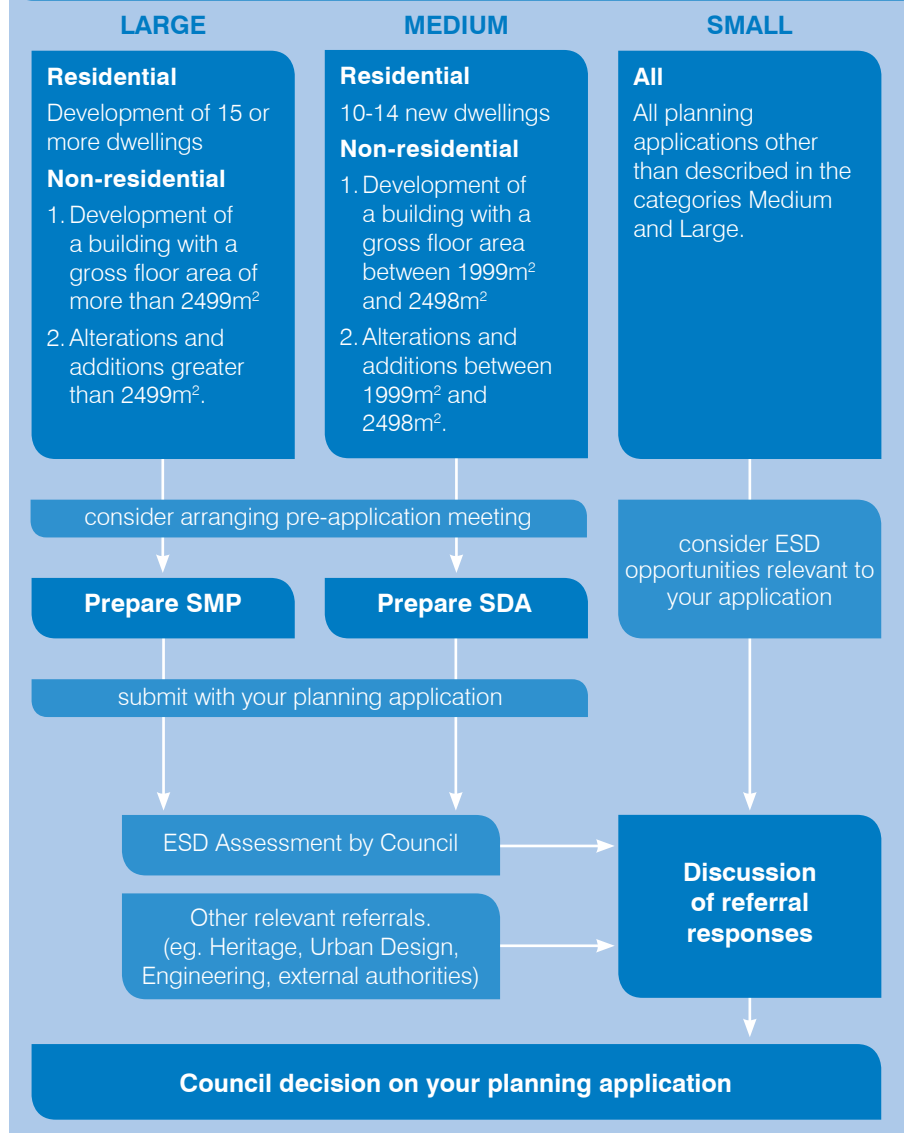 LARGE
Residential
Development of 15 or
more dwellings
Non-residential
1. Development of
a building with a
gross floor area of
more than 2499m²
2. Alterations and
additions greater
than 2499m².
MEDIUM
Residential
10-14 new dwellings
Non-residential
1. Development of
a building with a
gross floor area
between 1999m²
and 2498m²
2. Alterations and
additions between
1999m² and
2498m².
SMALL
All
All planning
applications other
than described in the
categories Medium
and Large.
consider arranging pre-application meeting
Prepare SMP
Prepare SDA
consider ESD
opportunities relevant to
your application
submit with your planning application
ESD Assessment by Council
Other relevant referrals.
(eg. Heritage, Urban Design,
Engineering, external authorities)
Discussion
of referral
responses
Council decision on your planning application